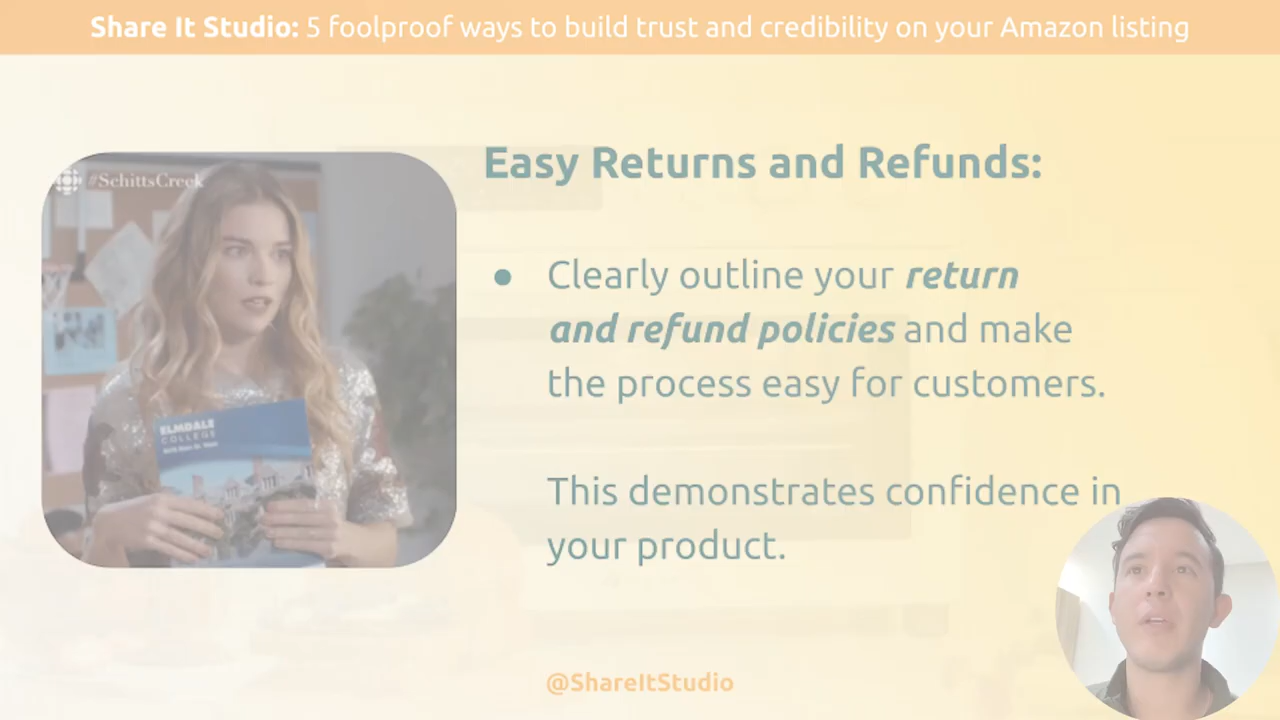 Share It Studio: 5 foolproof ways to build trust and credibility on your Amazon listing
#SchittsCreek
ELMDALE
COLLEGE
Easy Returns and Refunds:
● Clearly outline your return
and refund policies and make
the process easy for customers.
This demonstrates confidence in
your product.
@ShareItStudio